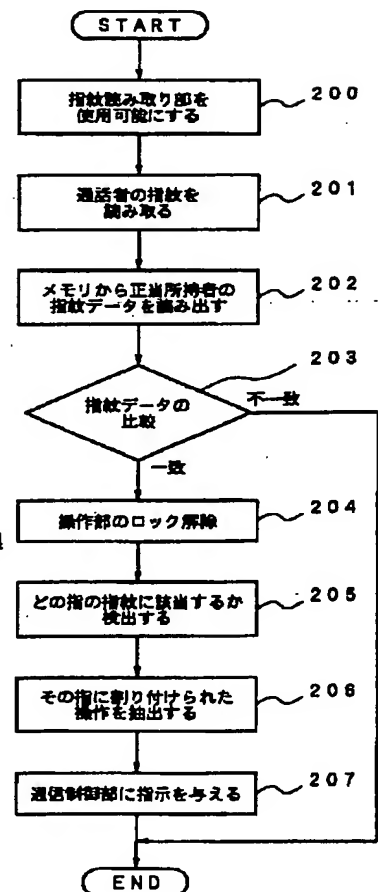 START
指紋読み取り部を
使用可能にする
200
通話者の指紋を
読み取る
201
メモリから正当所持者の
指紋データを読み出す
202
203
指紋データの
比較
不一致
一致
操作部のロック解除
204
どの指の指紋に該当するか
検出する
205
その指に割り付けられた
操作を抽出する
206
通信制御部に指示を与える
207
END